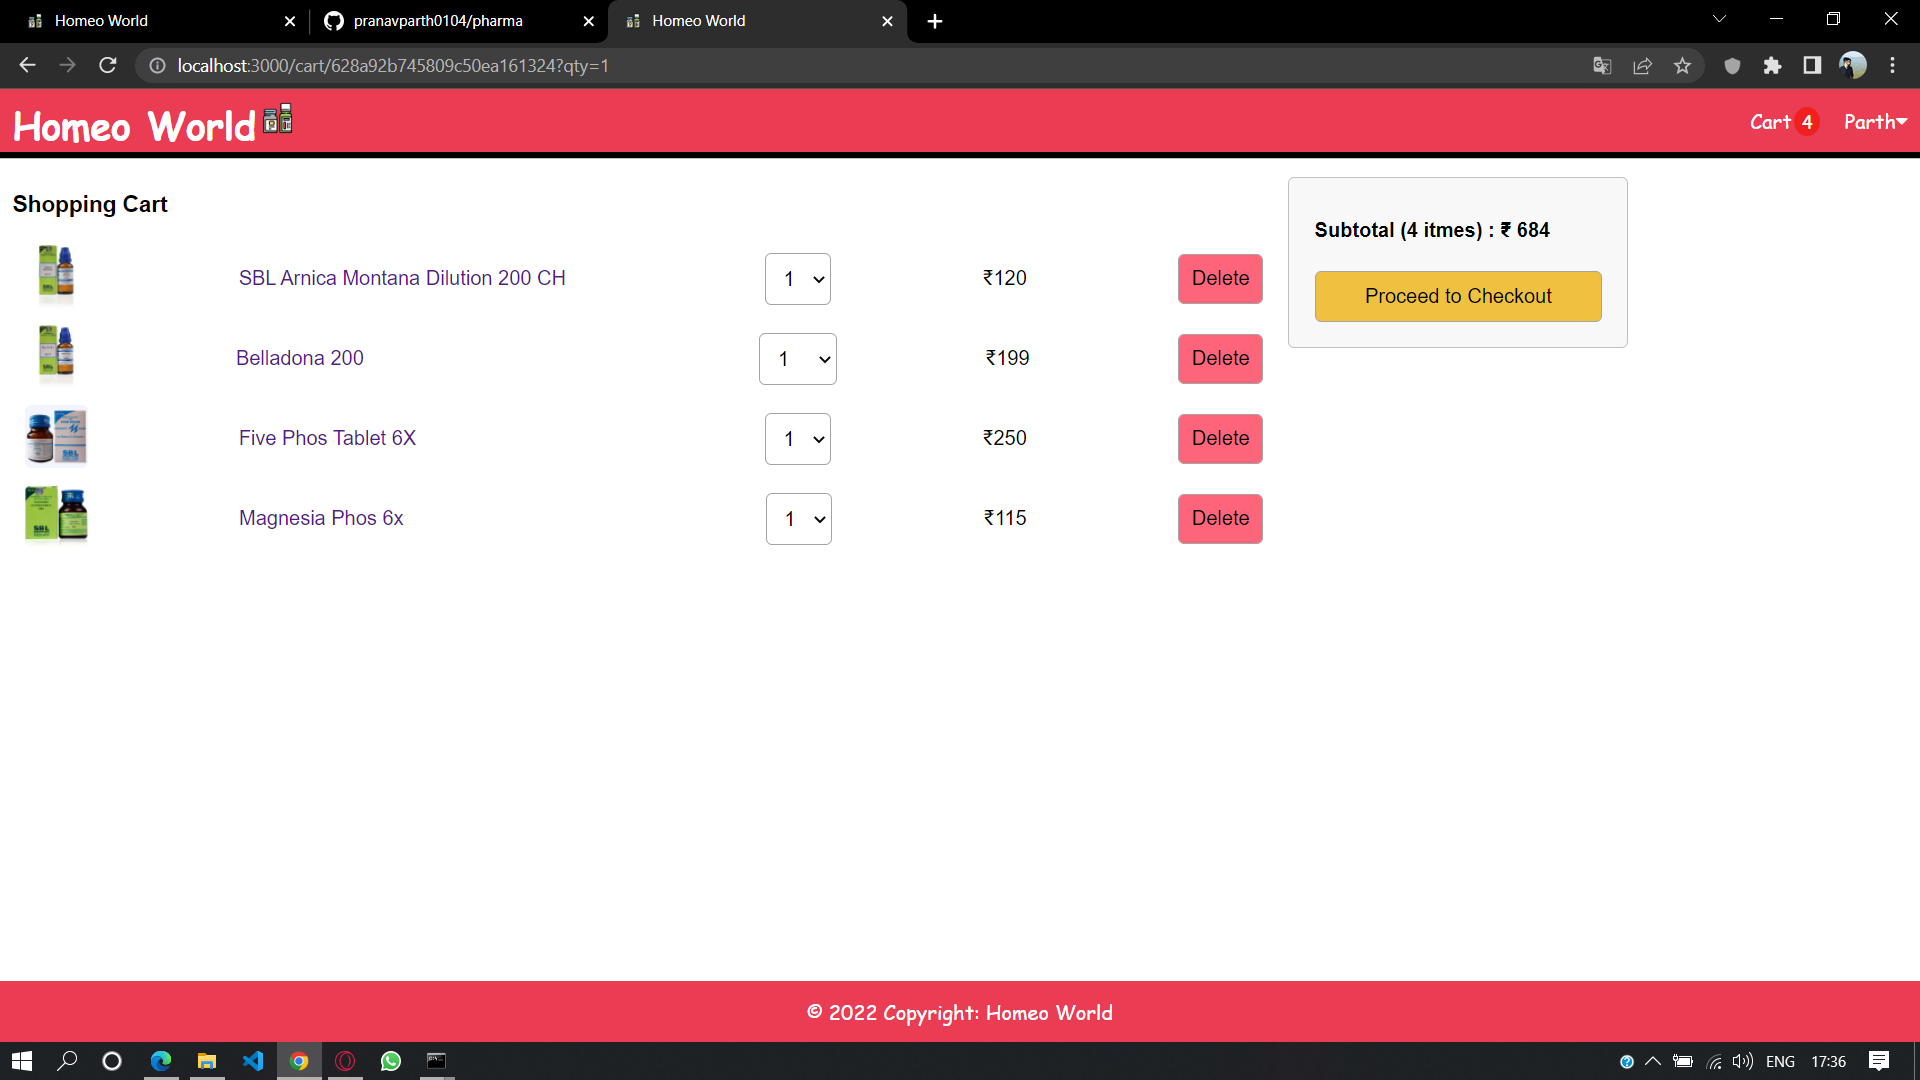 Homeo World
pranavparth0104/pharma
Homeo World
localhost:3000/cart/628a92b745809c50ea161324?qty=1
Homeo World
Cart 4 Parth
Shopping Cart
Subtotal (4 itmes) : ₹ 684
Proceed to Checkout
SBL Arnica Montana Dilution 200 CH 1 ₹120 Delete
Belladona 200 1 ₹199 Delete
Five Phos Tablet 6X 1 ₹250 Delete
SBL
Magnesia Phos 6x 1 ₹115 Delete
SBL
© 2022 Copyright: Homeo World
ENG 17:36